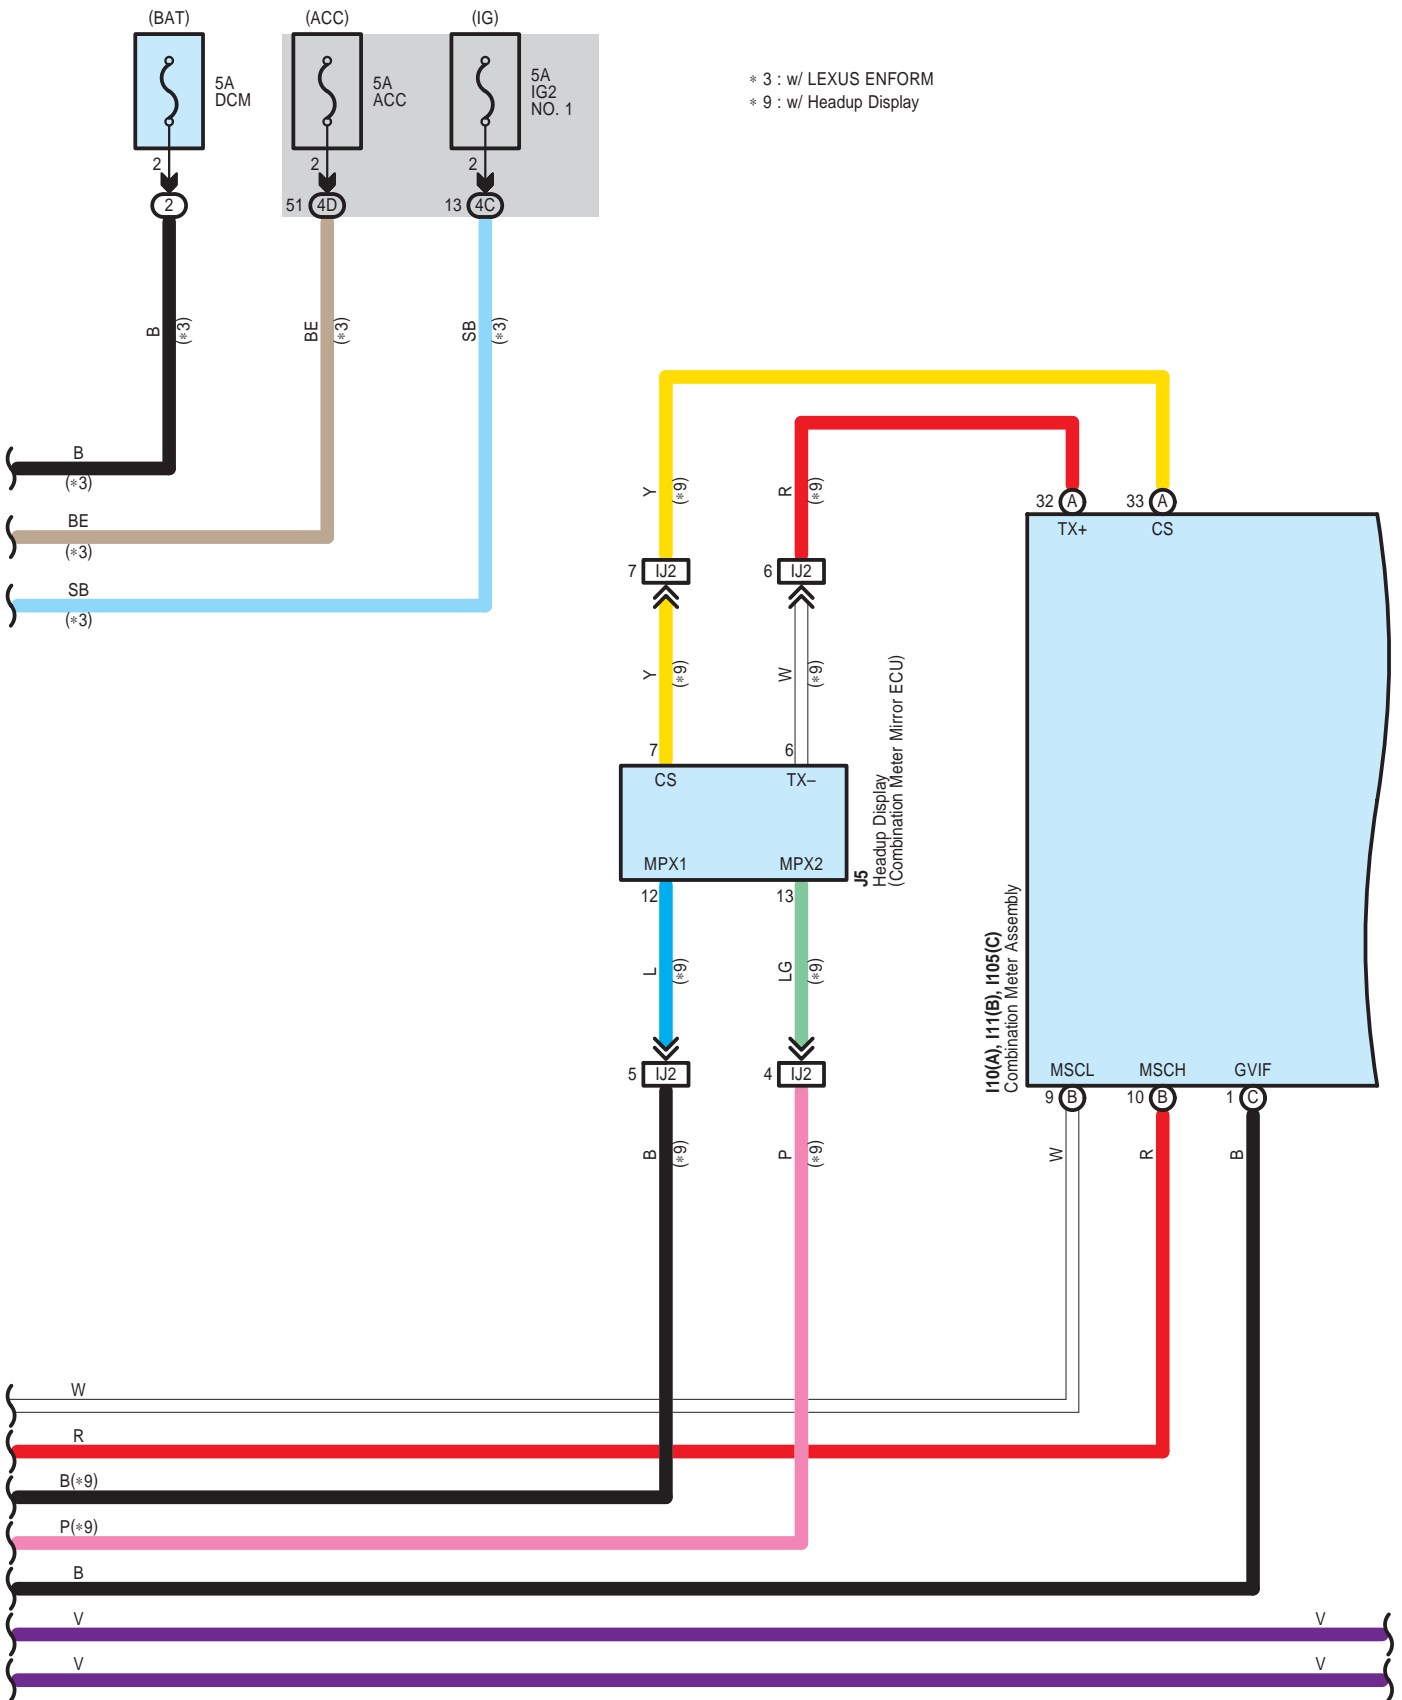 (BAT)
(ACC)
(IG)
5A
DCM
5A
ACC
5A
IG2
NO. 1
∗ 3 : w/ LEXUS ENFORM
∗ 9 : w/ Headup Display
2
2
2
2
51
4D
13
4C
B
(∗3)
BE
(∗3)
SB
(∗3)
B
(∗3)
BE
(∗3)
SB
(∗3)
Y
(∗9)
R
(∗9)
32
A
33
A
TX+
CS
7
IJ2
6
IJ2
Y
(∗9)
W
(∗9)
7
6
CS
TX–
MPX1
MPX2
J5
Headup Display
(Combination Meter Mirror ECU)
12
13
L
(∗9)
LG
(∗9)
I10(A), I11(B), I105(C)
Combination Meter Assembly
5
IJ2
4
IJ2
MSCL
MSCH
GVIF
9
B
10
B
1
C
B
(∗9)
P
(∗9)
W
R
B
W
R
B(∗9)
P(∗9)
B
V
V
V
V